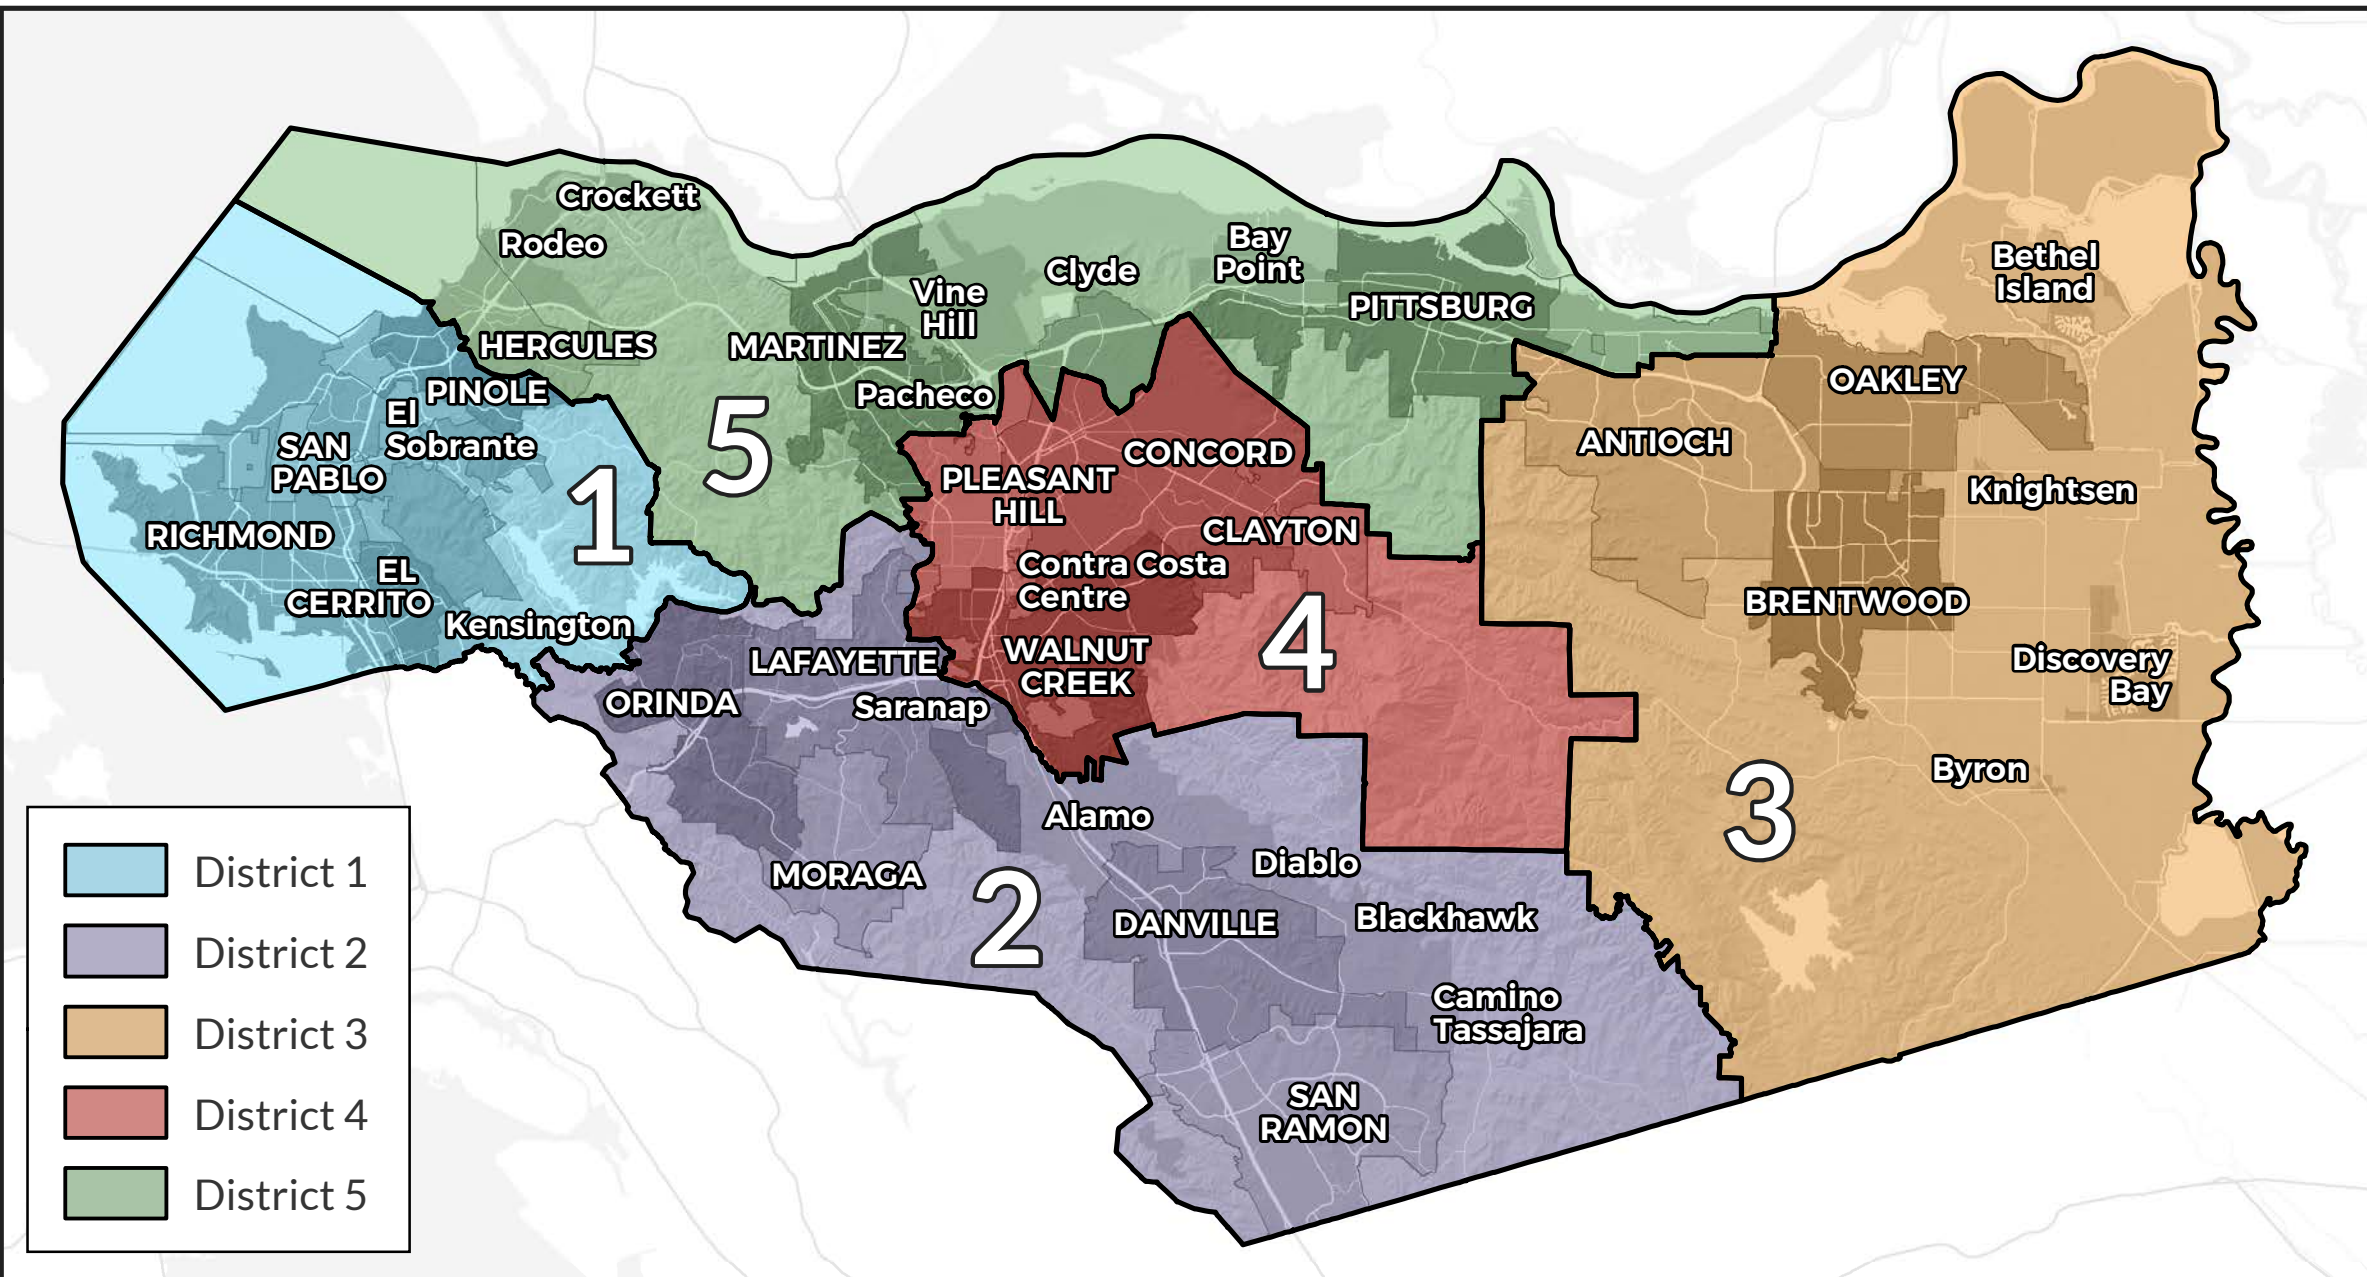 Crockett
Rodeo
HERCULES
MARTINEZ
Vine
Hill
Clyde
Bay
Point
PITTSBURG
Pacheco
5
PINOLE
El
Sobrante
SAN
PABLO
RICHMOND
EL
CERRITO
Kensington
1
PLEASANT
HILL
CONCORD
CLAYTON
Contra Costa
Centre
WALNUT
CREEK
4
Bethel
Island
OAKLEY
ANTIOCH
Knightsen
BRENTWOOD
Discovery
Bay
Byron
3
LAFAYETTE
ORINDA
Saranap
MORAGA
Alamo
2
Diablo
DANVILLE
Blackhawk
Camino
Tassajara
SAN
RAMON
District 1
District 2
District 3
District 4
District 5